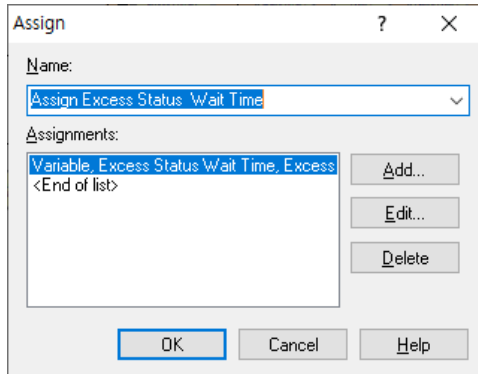 Assign ? ×
Name:
Assign Excess Status  Wait Time
Assignments:
Variable, Excess Status Wait Time, Excess
<End of list>
Add...
Edit...
Delete
OK Cancel Help